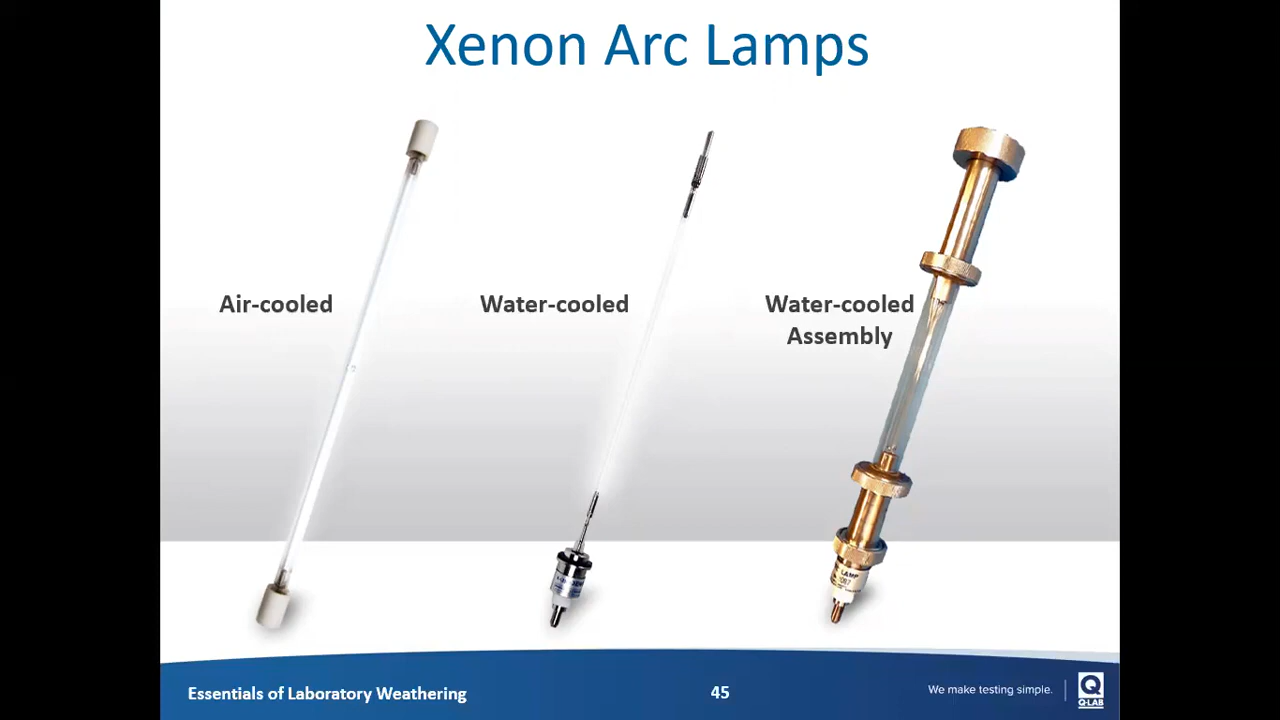 Xenon Arc Lamps
Air-cooled
Water-cooled
Water-cooled
Assembly
LAMP
Essentials of Laboratory Weathering
45
We make testing simple.
Q-LAB